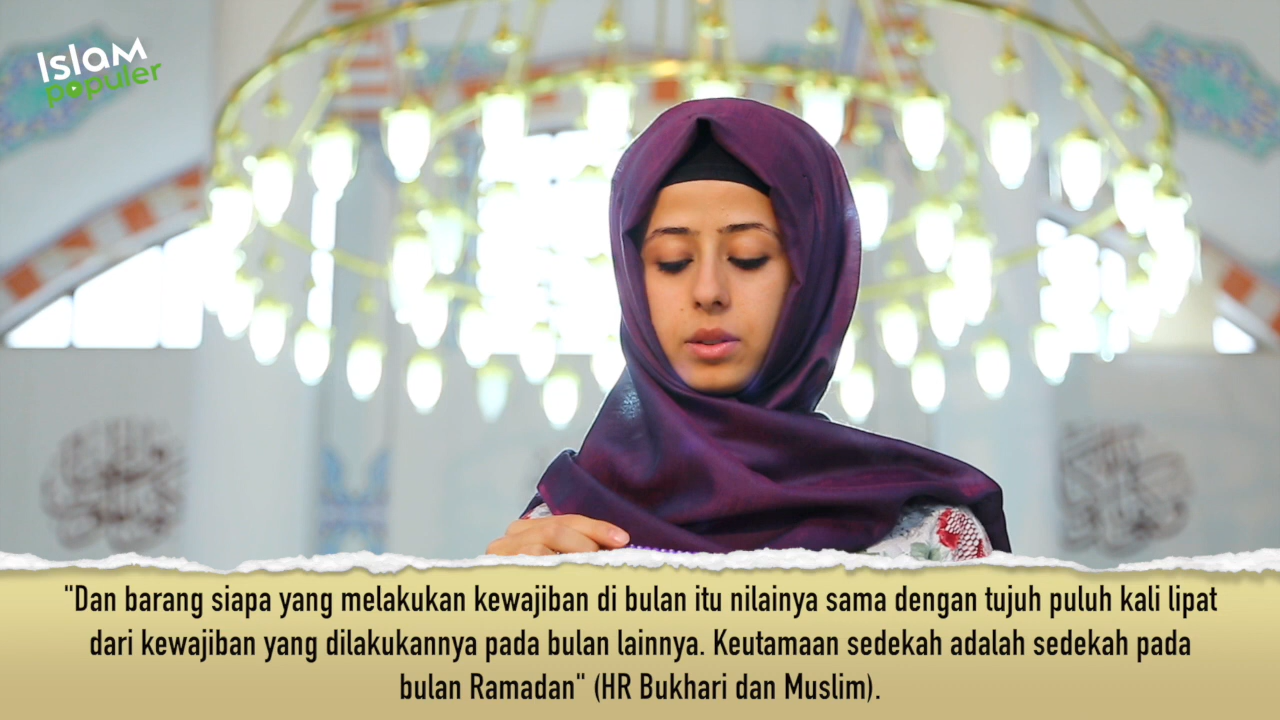 Islam
populer
"Dan barang siapa yang melakukan kewajiban di bulan itu nilainya sama dengan tujuh puluh kali lipat
dari kewajiban yang dilakukannya pada bulan lainnya. Keutamaan sedekah adalah sedekah pada
bulan Ramadan" (HR Bukhari dan Muslim).